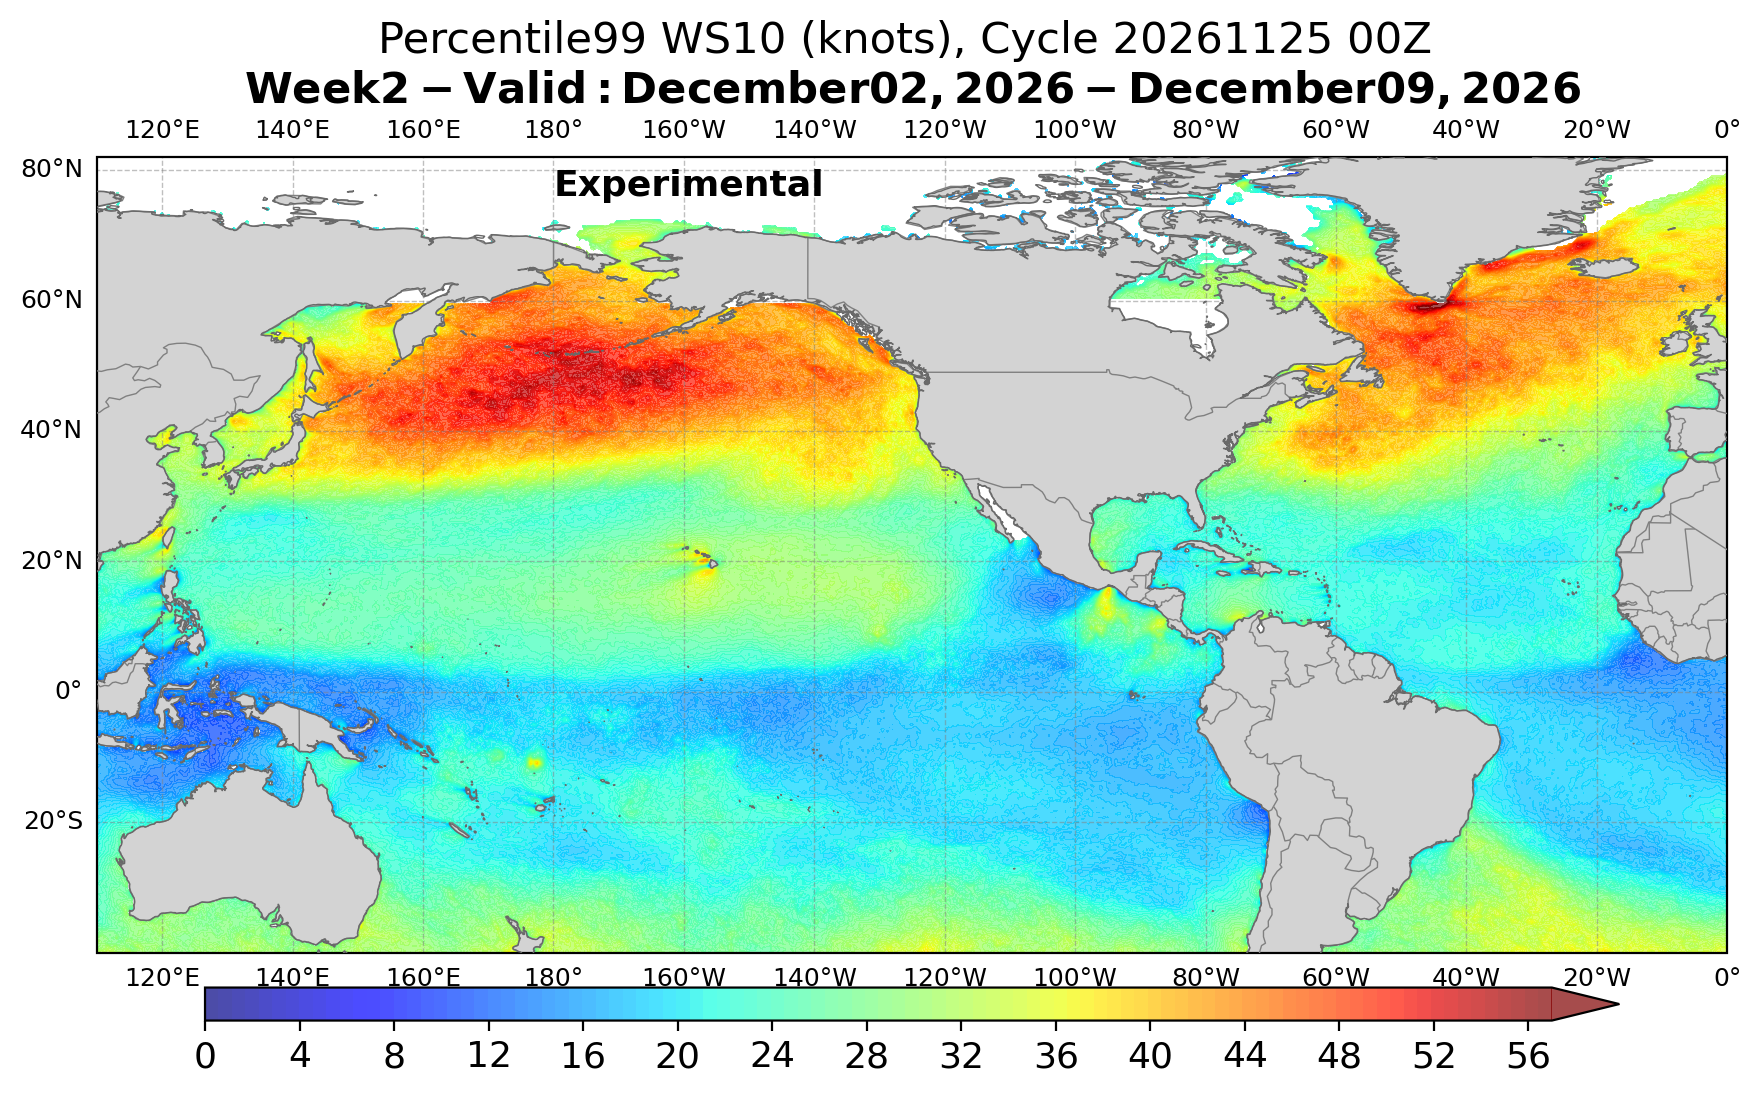 Percentile99 WS10 (knots), Cycle 20261125 00Z
Week2 − Valid : December02, 2026 − December09, 2026
120°E 140°E 160°E 180° 160°W 140°W 120°W 100°W 80°W 60°W 40°W 20°W 0°
80°N
Experimental
60°N
40°N
20°N
0°
20°S
120°E 140°E 160°E 180° 160°W 140°W 120°W 100°W 80°W 60°W 40°W 20°W 0°
0 4 8 12 16 20 24 28 32 36 40 44 48 52 56